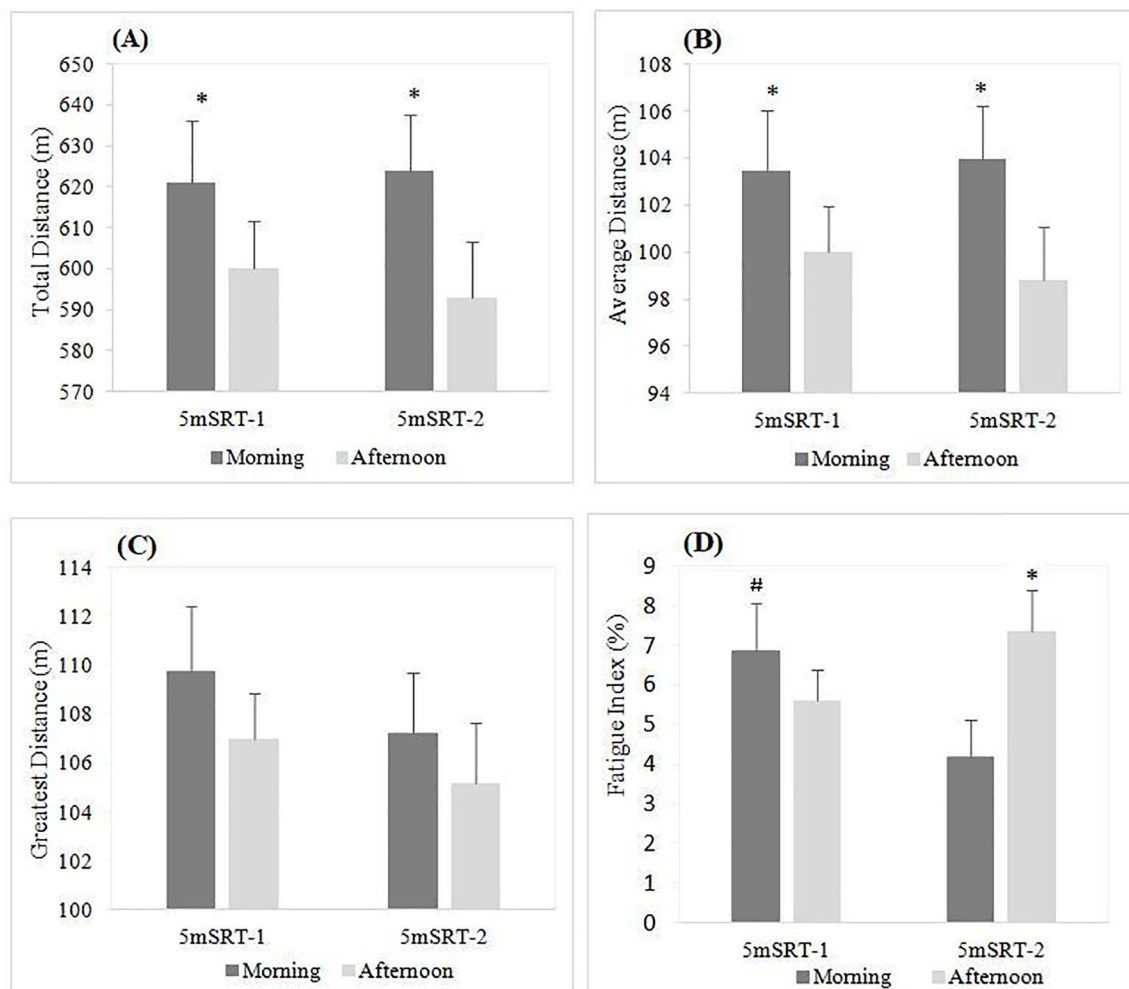 (A)
Total Distance (m)
650
640
630
620
610
600
590
580
570
*
*
5mSRT-1
5mSRT-2
Morning
Afternoon
(B)
Average Distance (m)
108
106
104
102
100
98
96
94
*
*
5mSRT-1
5mSRT-2
Morning
Afternoon
(C)
Greatest Distance (m)
114
112
110
108
106
104
102
100
5mSRT-1
5mSRT-2
Morning
Afternoon
(D)
Fatigue Index (%)
9
8
7
6
5
4
3
2
1
0
#
*
5mSRT-1
5mSRT-2
Morning
Afternoon